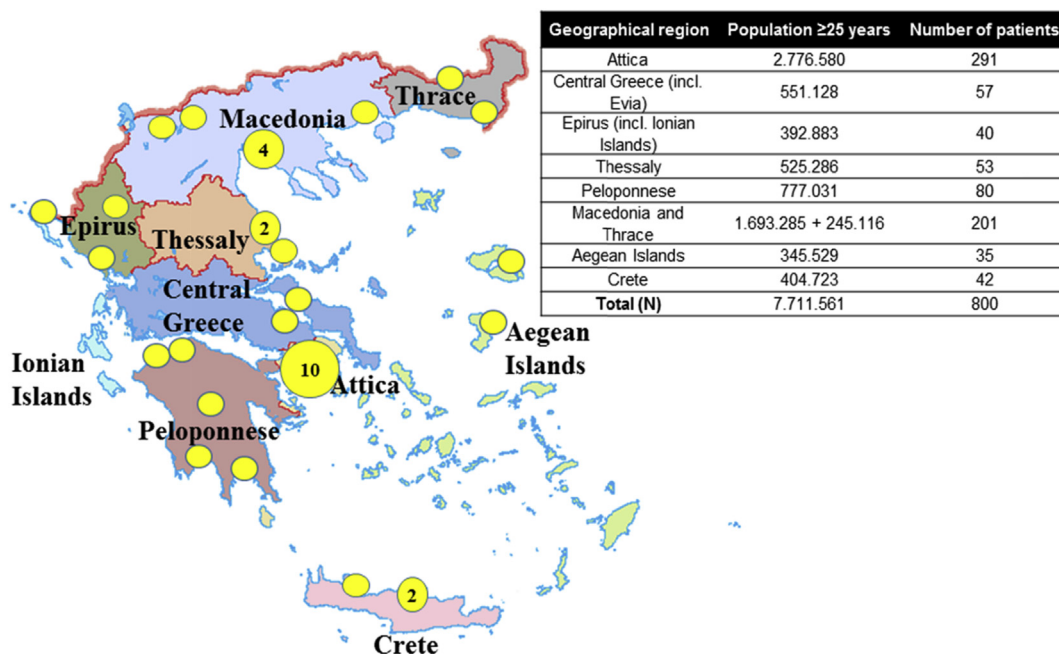 Geographical region Population ≥25 years Number of patients
Attica 2.776.580 291
Central Greece (incl.
Evia) 551.128 57
Epirus (incl. Ionian
Islands) 392.883 40
Thessaly 525.286 53
Peloponnese 777.031 80
Macedonia and
Thrace 1.693.285 + 245.116 201
Aegean Islands 345.529 35
Crete 404.723 42
Total (N) 7.711.561 800
Thrace
Macedonia
4
Epirus
Thessaly
2
Central
Greece
Aegean
Islands
Ionian
Islands
10
Attica
Peloponnese
2
Crete